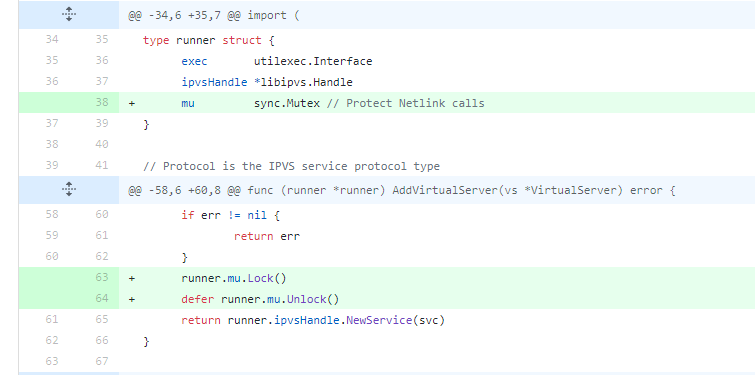 @@ -34,6 +35,7 @@ import (
34 35 type runner struct {
35 36 exec utilexec.Interface
36 37 ipvsHandle *libipvs.Handle
38 + mu sync.Mutex // Protect Netlink calls
37 39 }
38 40
39 41 // Protocol is the IPVS service protocol type
@@ -58,6 +60,8 @@ func (runner *runner) AddVirtualServer(vs *VirtualServer) error {
58 60 if err != nil {
59 61 return err
60 62 }
63 + runner.mu.Lock()
64 + defer runner.mu.Unlock()
61 65 return runner.ipvsHandle.NewService(svc)
62 66 }
63 67